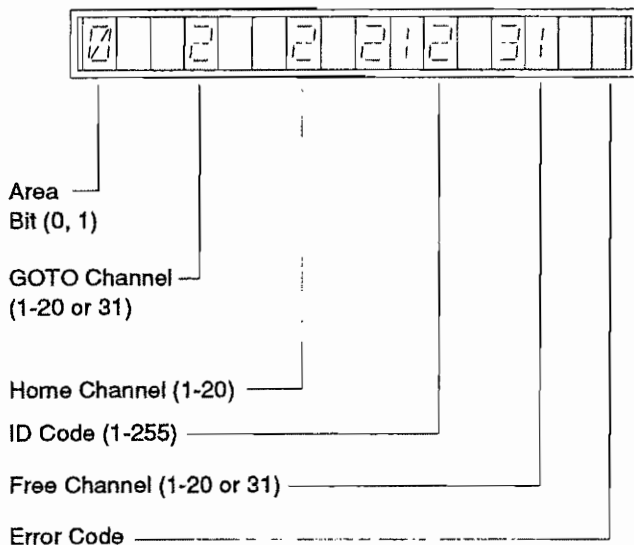 0 2 2 212 31
Area
Bit (0, 1)
GOTO Channel
(1-20 or 31)
Home Channel (1-20)
ID Code (1-255)
Free Channel (1-20 or 31)
Error Code